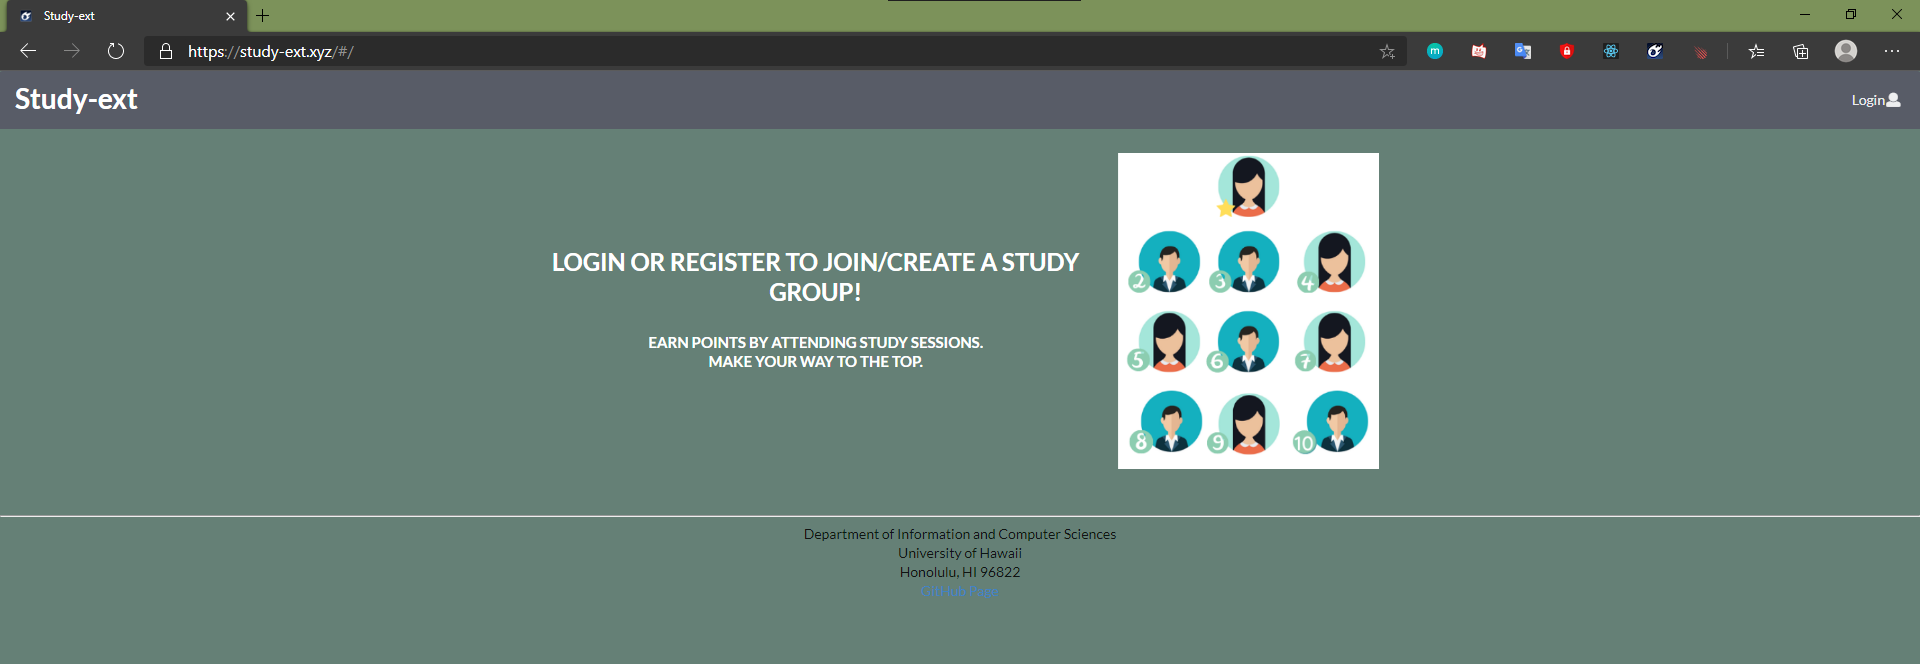 Study-ext
https://study-ext.xyz/#/
m
Study-ext
Login
LOGIN OR REGISTER TO JOIN/CREATE A STUDY
GROUP!
EARN POINTS BY ATTENDING STUDY SESSIONS.
MAKE YOUR WAY TO THE TOP.
2 3 4
5 6 7
8 9 10
Department of Information and Computer Sciences
University of Hawaii
Honolulu, HI 96822
GitHub Page